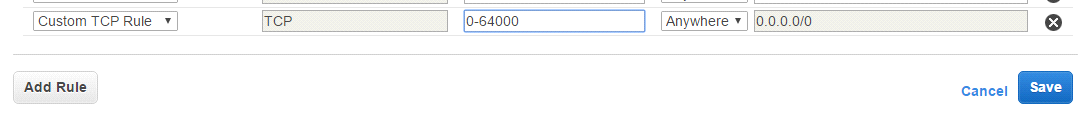 Custom TCP Rule TCP 0-64000 Anywhere 0.0.0.0/0
Add Rule Cancel Save